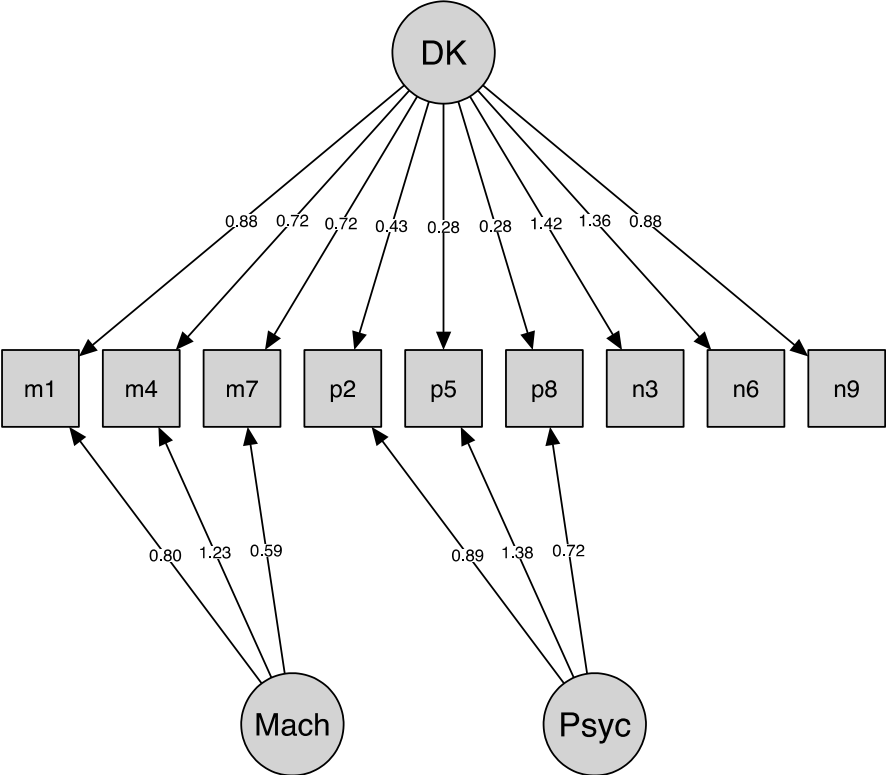 DK
0.88 0.72 0.72 0.43 0.28 0.28 1.42 1.36 0.88
m1 m4 m7 p2 p5 p8 n3 n6 n9
0.80 1.23 0.59 0.89 1.38 0.72
Mach Psyc